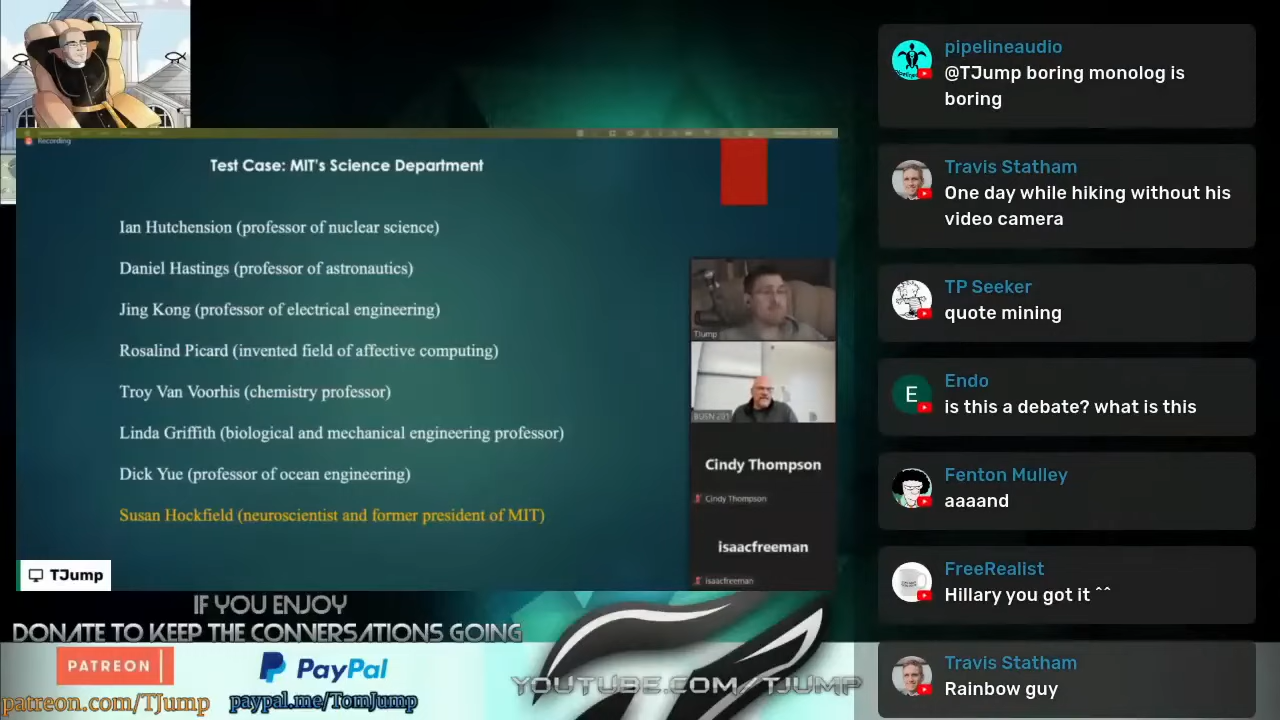 Recording
Test Case: MIT's Science Department
Ian Hutchension (professor of nuclear science)
Daniel Hastings (professor of astronautics)
Jing Kong (professor of electrical engineering)
Rosalind Picard (invented field of affective computing)
Troy Van Voorhis (chemistry professor)
Linda Griffith (biological and mechanical engineering professor)
Dick Yue (professor of ocean engineering)
Susan Hockfield (neuroscientist and former president of MIT)
TJump
Cindy Thompson
Cindy Thompson
isaacfreeman
isaacfreeman
TJump
IF YOU ENJOY
DONATE TO KEEP THE CONVERSATIONS GOING
PATREON
PayPal
patreon.com/TJump
paypal.me/TomJump
YOUTUBE.COM/TJUMP
pipelineaudio
@TJump boring monolog is
boring
Travis Statham
One day while hiking without his
video camera
TP Seeker
quote mining
E
Endo
is this a debate? what is this
Fenton Mulley
aaaand
FreeRealist
Hillary you got it ^^
Travis Statham
Rainbow guy